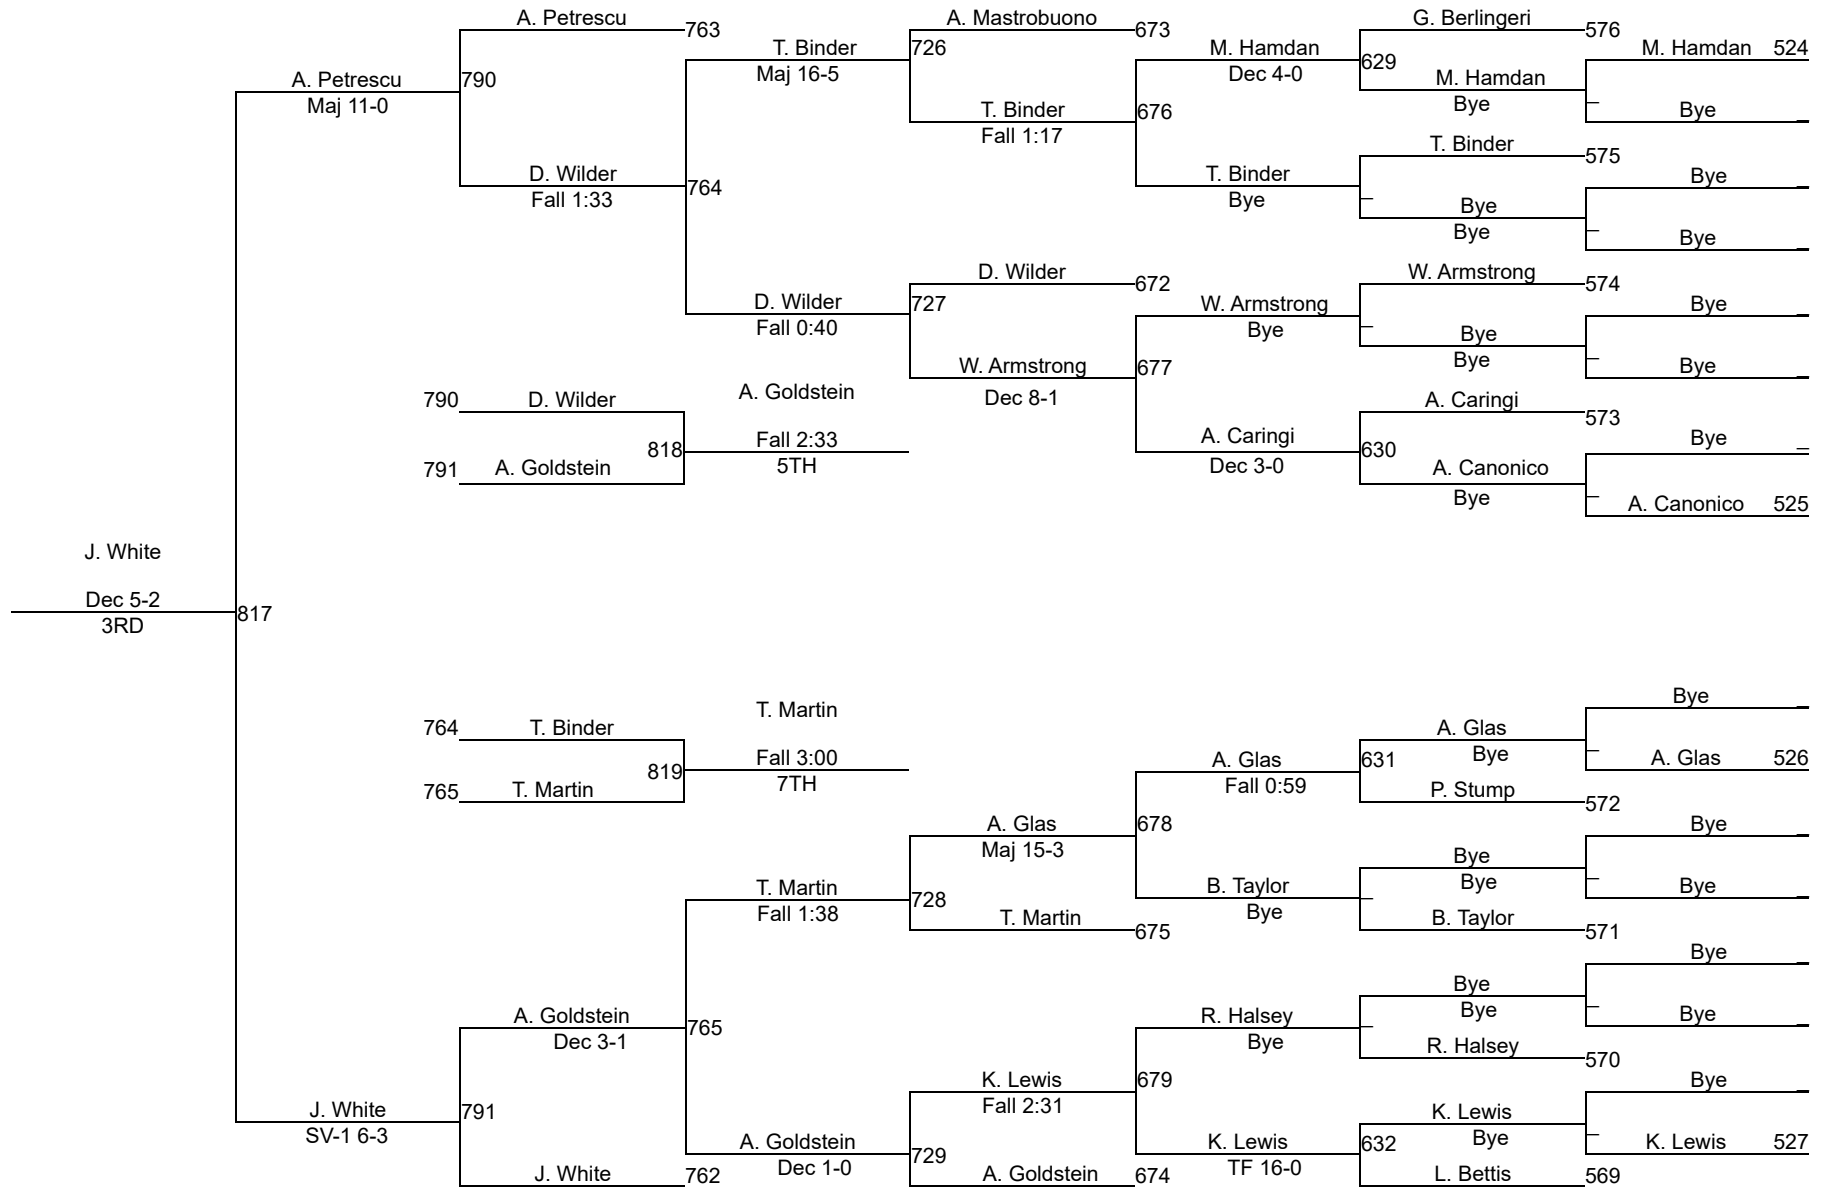 A. Petrescu 763
A. Mastrobuono 673
G. Berlingeri 576
T. Binder 726
M. Hamdan 629
M. Hamdan 524
Maj 16-5
Dec 4-0
A. Petrescu 790
M. Hamdan
Maj 11-0
T. Binder 676
Bye _
Bye _
Fall 1:17
T. Binder 575
D. Wilder 764
T. Binder
Bye _
Fall 1:33
Bye _
Bye
Bye _
Bye
D. Wilder 672
W. Armstrong 574
D. Wilder 727
W. Armstrong
Bye _
Fall 0:40
Bye _
Bye
W. Armstrong 677
Bye _
Bye _
A. Goldstein
Dec 8-1
790 D. Wilder
A. Caringi 573
Fall 2:33
A. Caringi
Bye _
818
630
791 A. Goldstein
5TH
Dec 3-0
A. Canonico
Bye _
A. Canonico 525
J. White
Dec 5-2
817
3RD
Bye _
T. Martin
764 T. Binder
A. Glas
Fall 3:00
A. Glas 631
Bye _
A. Glas 526
819
765 T. Martin
7TH
Fall 0:59
P. Stump 572
A. Glas 678
Bye _
Maj 15-3
Bye
Bye _
T. Martin
B. Taylor
Bye _
728
_
Fall 1:38
T. Martin 675
Bye
B. Taylor 571
Bye _
Bye
A. Goldstein 765
R. Halsey _
Bye _
Bye _
Dec 3-1
Bye
R. Halsey 570
K. Lewis 679
Bye _
J. White 791
Fall 2:31
K. Lewis
SV-1 6-3
A. Goldstein
K. Lewis 632
Bye _
K. Lewis 527
729
Dec 1-0
TF 16-0
J. White 762
A. Goldstein 674
L. Bettis 569